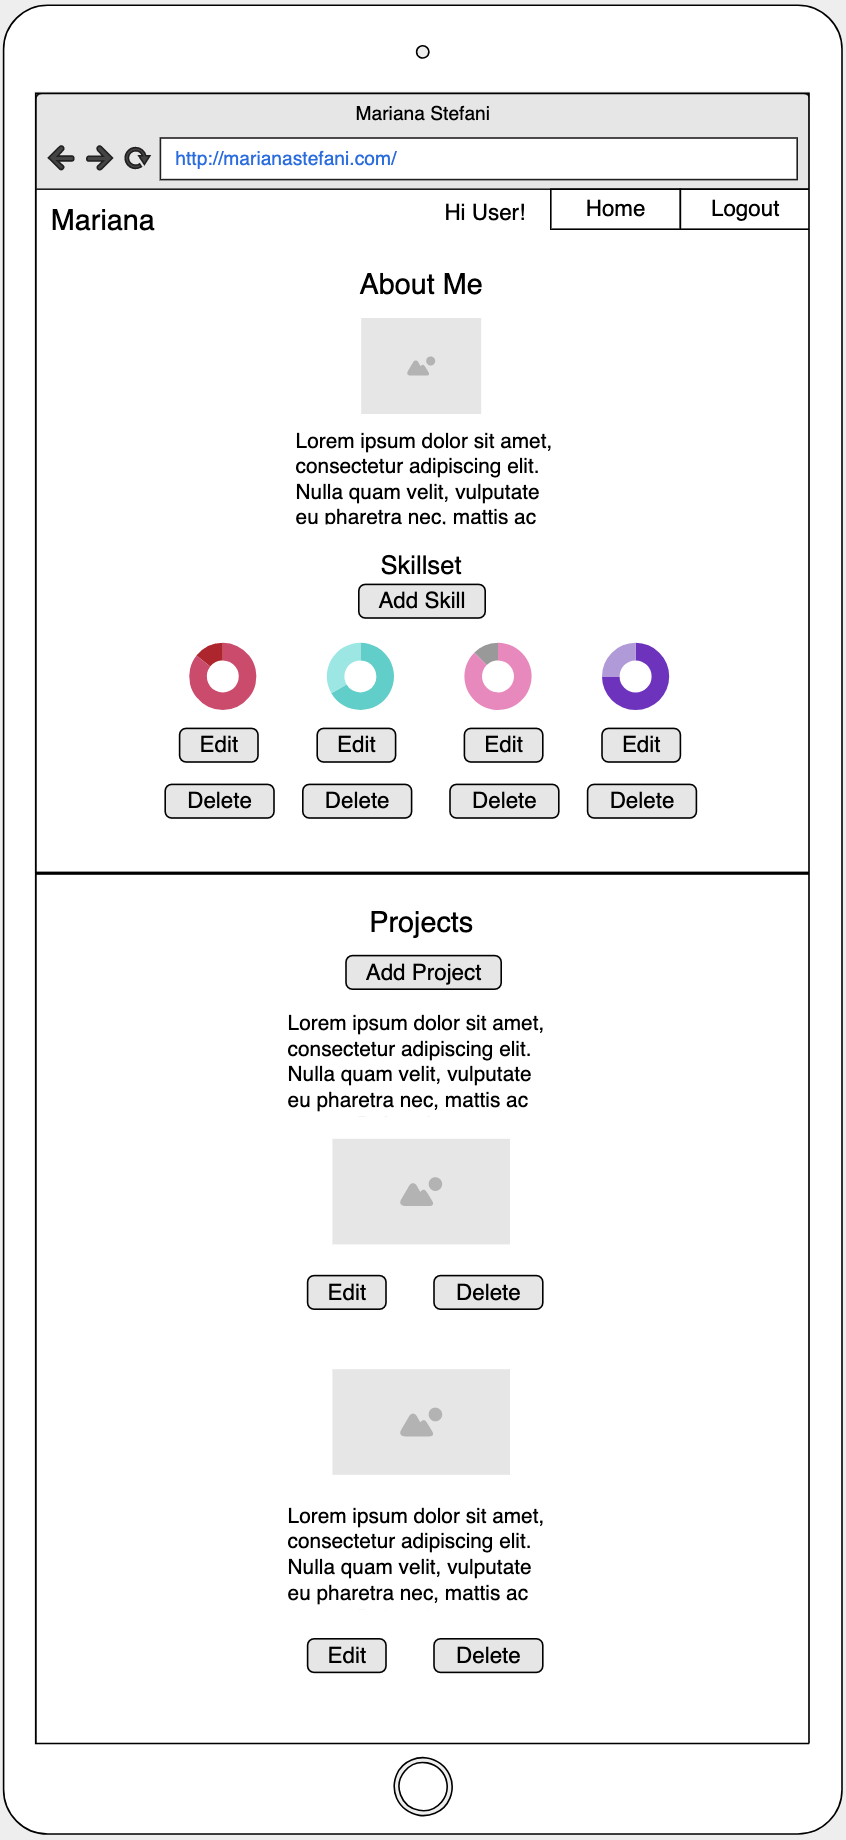 Mariana Stefani
http://marianastefani.com/
Mariana
Hi User!
Home
Logout
About Me
Lorem ipsum dolor sit amet,
consectetur adipiscing elit.
Nulla quam velit, vulputate
eu pharetra nec, mattis ac
Skillset
Add Skill
Edit
Edit
Edit
Edit
Delete
Delete
Delete
Delete
Projects
Add Project
Lorem ipsum dolor sit amet,
consectetur adipiscing elit.
Nulla quam velit, vulputate
eu pharetra nec, mattis ac
Edit
Delete
Lorem ipsum dolor sit amet,
consectetur adipiscing elit.
Nulla quam velit, vulputate
eu pharetra nec, mattis ac
Edit
Delete